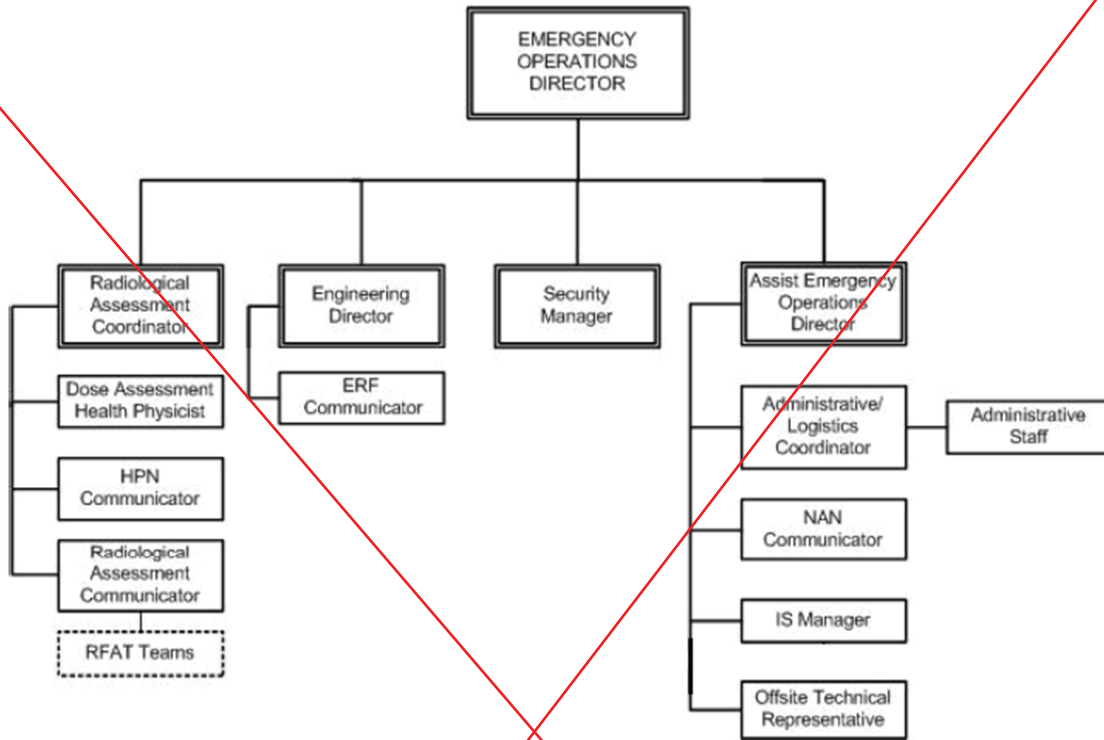 EMERGENCY
OPERATIONS
DIRECTOR
Radiological
Assessment
Coordinator
Engineering
Director
Security
Manager
Assist Emergency
Operations
Director
Dose Assessment
Health Physicist
ERF
Communicator
Administrative/
Logistics
Coordinator
Administrative
Staff
HPN
Communicator
NAN
Communicator
Radiological
Assessment
Communicator
IS Manager
RFAT Teams
Offsite Technical
Representative